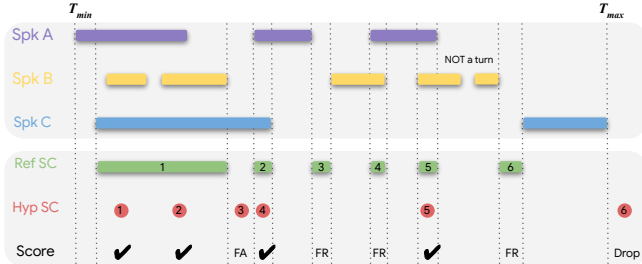 T_min T_max
Spk A
NOT a turn
Spk B
Spk C
Ref SC 1 2 3 4 5 6
Hyp SC 1 2 3 4 5 6
Score ✔ ✔ FA ✔ FR FR ✔ FR Drop